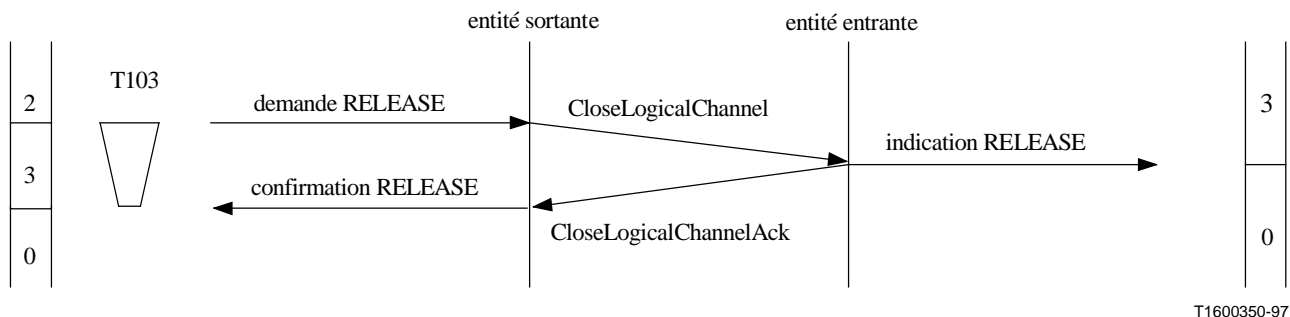 entité sortante
entité entrante
T103
2
demande RELEASE
CloseLogicalChannel
3
indication RELEASE
3
confirmation RELEASE
CloseLogicalChannelAck
0
0
T1600350-97